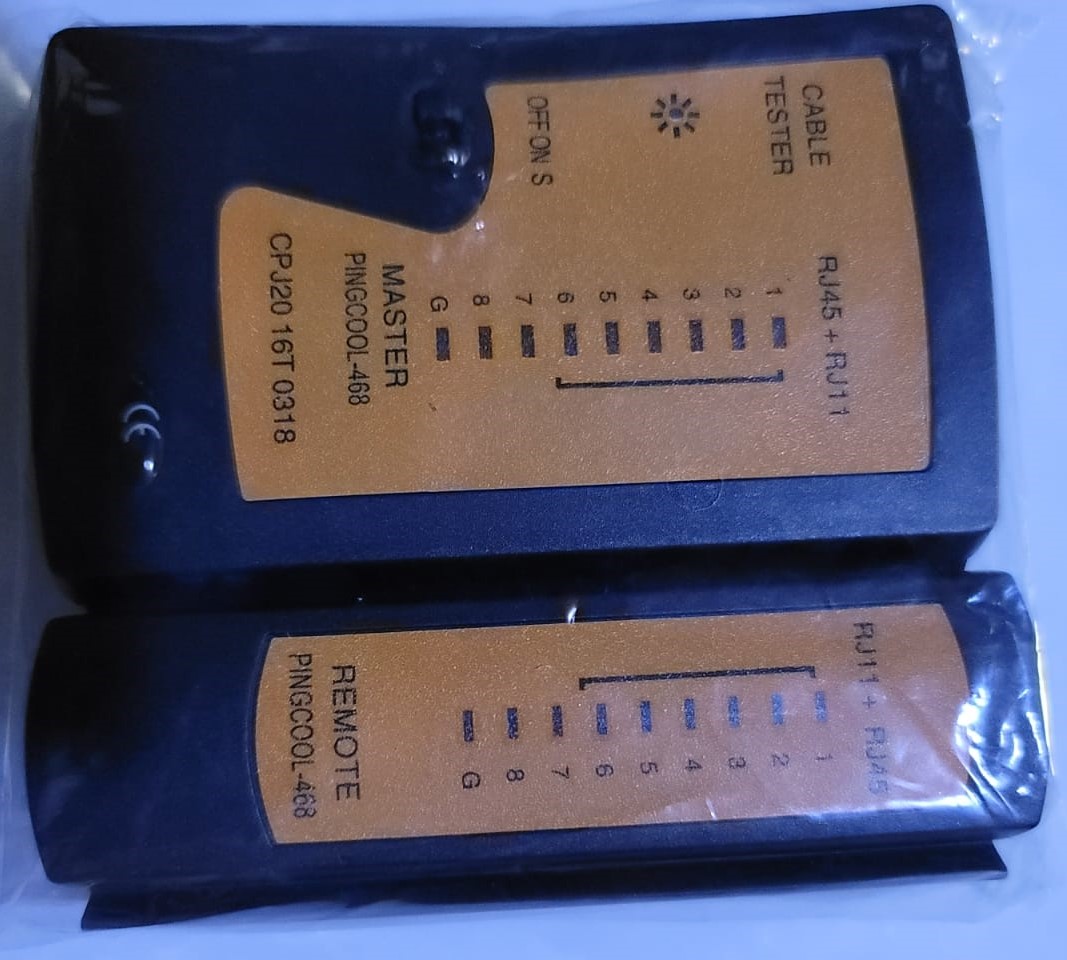 CABLE
TESTER
RJ45 + RJ11
OFF ON S
1
2
3
4
5
6
7
8
G
MASTER
PINGCOOL-468
CPJ20 16T 0318
CE
RJ11 + RJ45
1
2
3
4
5
6
7
8
G
REMOTE
PINGCOOL-468